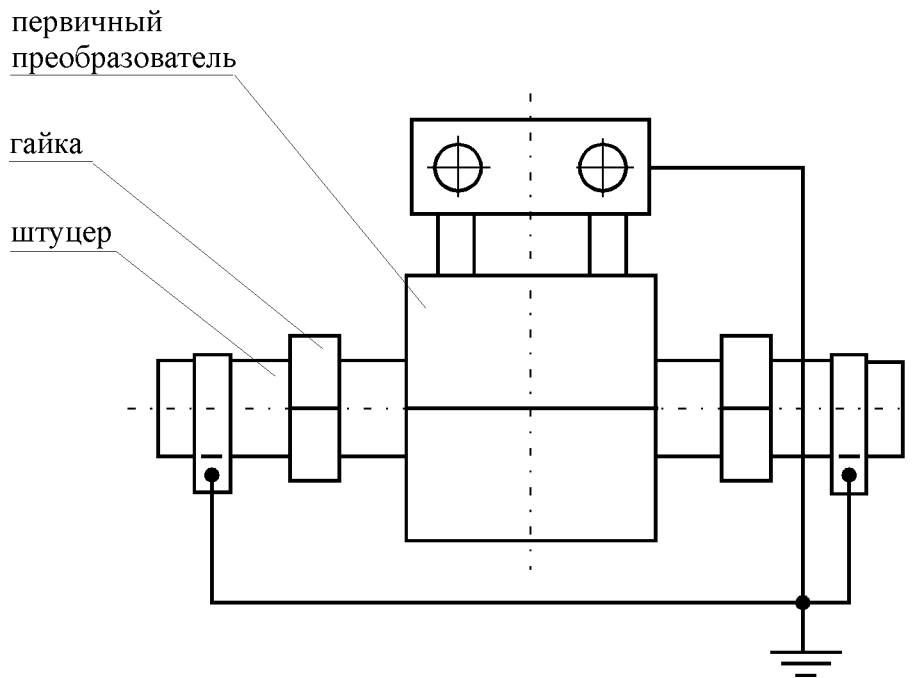 первичный
преобразователь
гайка
штуцер